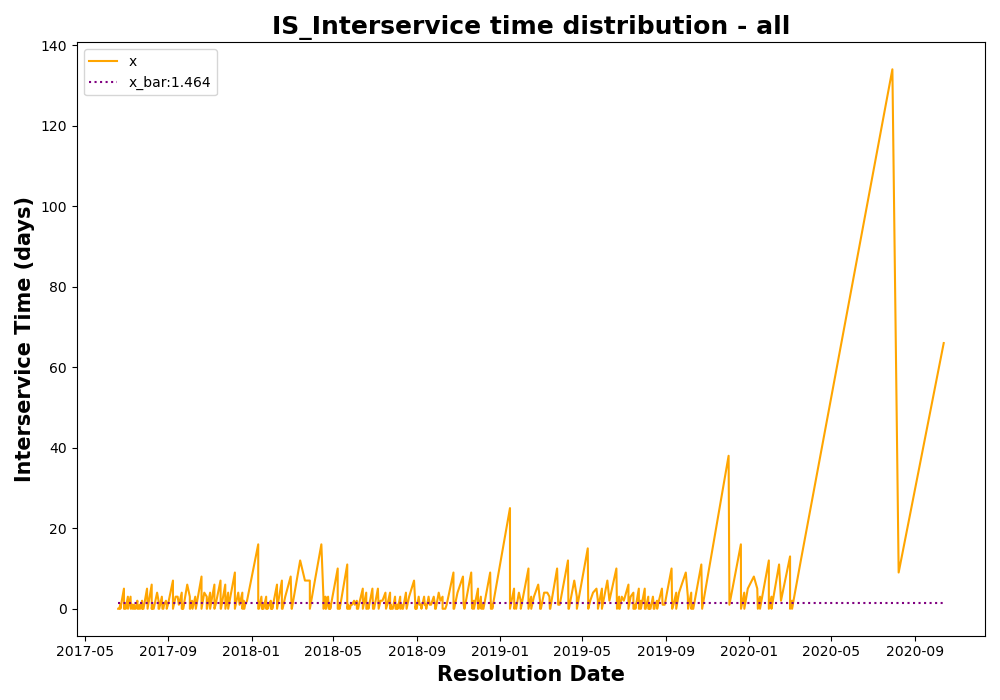 IS_Interservice time distribution - all
x
x_bar:1.464
Interservice Time (days)
140
120
100
80
60
40
20
0
2017-05 2017-09 2018-01 2018-05 2018-09 2019-01 2019-05 2019-09 2020-01 2020-05 2020-09
Resolution Date